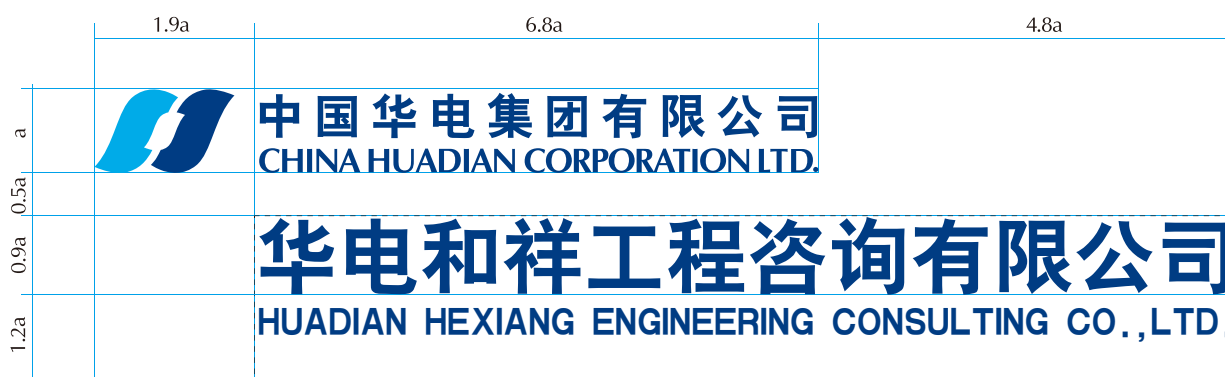 1.9a 6.8a 4.8a
a
中国华电集团有限公司
CHINA HUADIAN CORPORATION LTD.
0.5a
0.9a
华电和祥工程咨询有限公司
1.2a
HUADIAN HEXIANG ENGINEERING CONSULTING CO.,LTD.